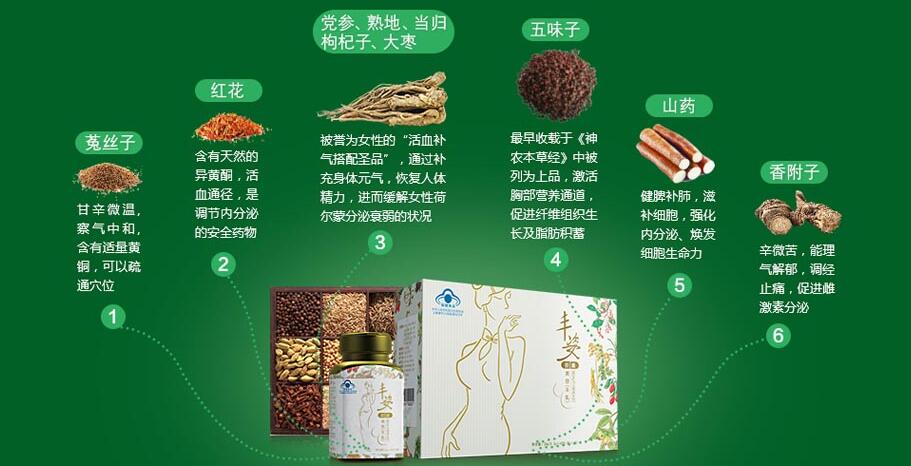 菟丝子
甘辛微温,
察气中和,
含有适量黄
铜，可以疏
通穴位
1
红花
含有天然的
异黄酮，活
血通径，是
调节内分泌
的安全药物
2
党参、熟地、当归
枸杞子、大枣
被誉为女性的“活血补
气搭配圣品”，通过补
充身体元气，恢复人体
精力，进而缓解女性荷
尔蒙分泌衰弱的状况
3
五味子
最早收载于《神
农本草经》中被
列为上品，激活
胸部营养通道，
促进纤维组织生
长及脂肪积蓄
4
山药
健脾补肺，滋
补细胞，强化
内分泌、焕发
细胞生命力
5
香附子
辛微苦，能理
气解郁，调经
止痛，促进雌
激素分泌
6
丰姿
丰姿